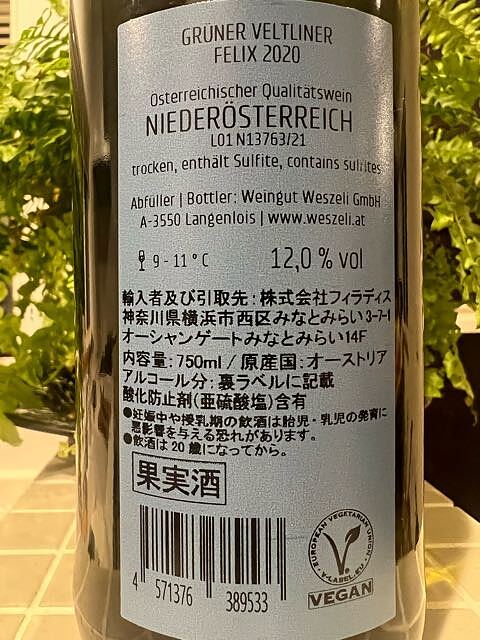 GRÜNER VELTLINER
FELIX 2020
Österreichischer Qualitätswein
NIEDERÖSTERREICH
L01 N13763/21
trocken, enthält Sulfite, contains sulfites
Abfüller | Bottler: Weingut Weszeli GmbH
A-3550 Langenlois | www.weszeli.at
9 - 11 °C
12,0 % vol
輸入者及び引取先：株式会社フィラディス
神奈川県横浜市西区みなとみらい3-7-1
オーシャンゲートみなとみらい14F
内容量：750ml / 原産国：オーストリア
アルコール分：裏ラベルに記載
酸化防止剤(亜硫酸塩)含有
●妊娠中や授乳期の飲酒は胎児・乳児の発育に
悪影響を与える恐れがあります。
●飲酒は20歳になってから。
果実酒
4 571376 389533
EUROPEAN VEGETARIAN UNION
V-LABEL.EU
VEGAN